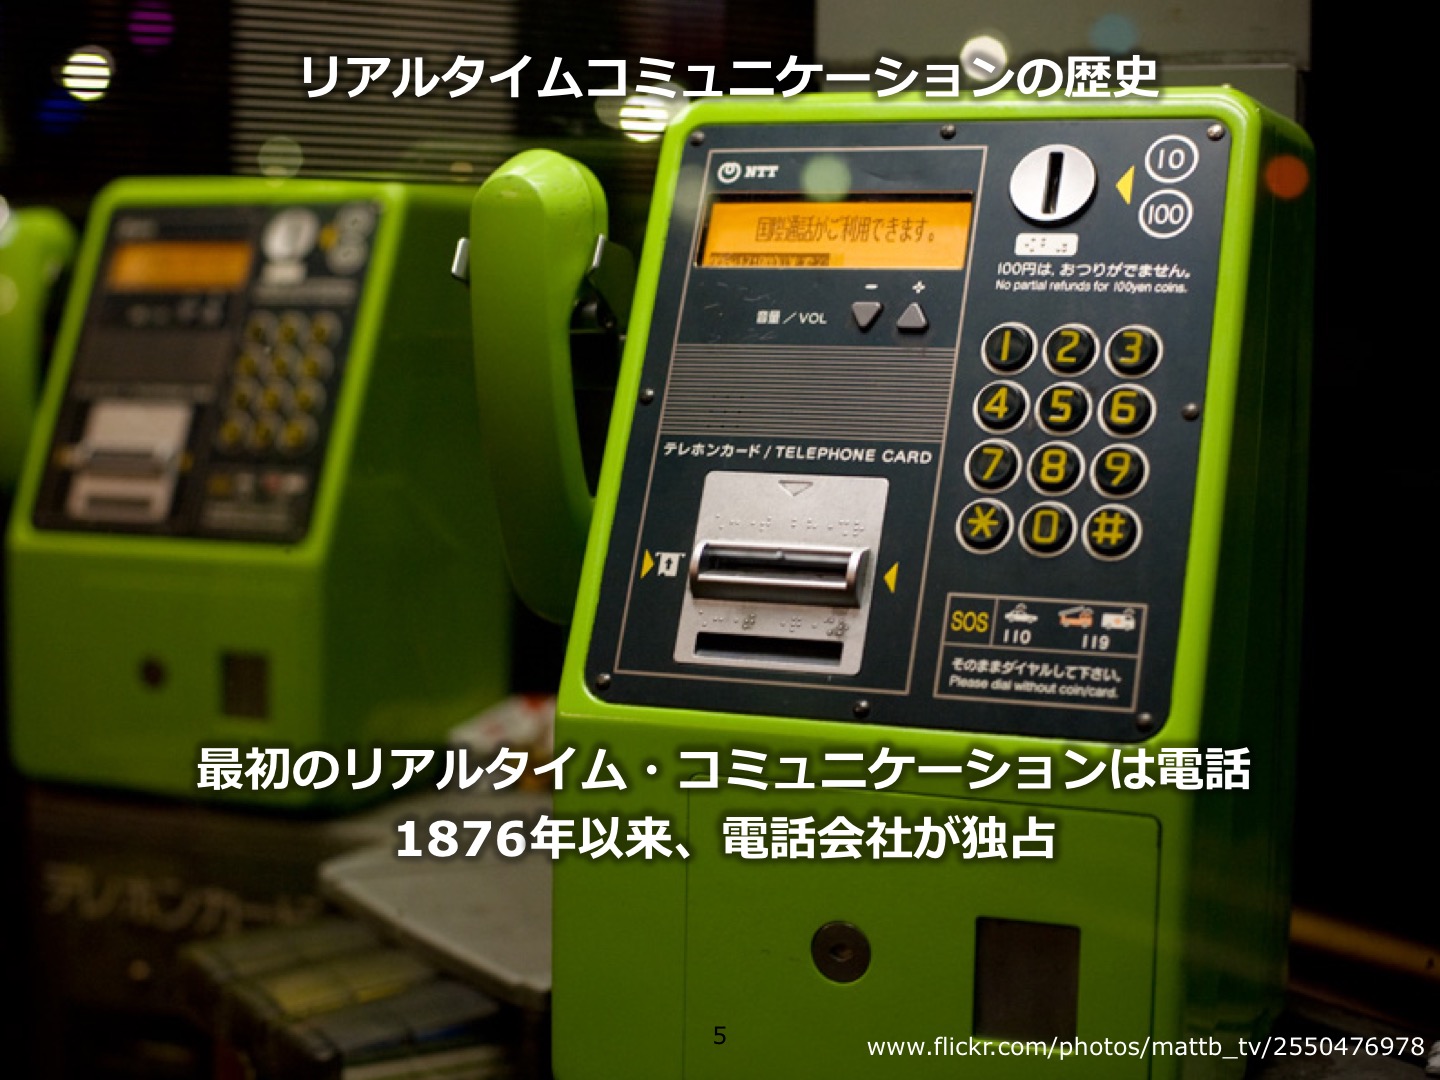 リアルタイムコミュニケーションの歴史
NTT
10
国際通話がご利用できます。
100
100円は、おつりがでません。
No partial refunds for 100yen coins.
- +
音量／VOL
1 2 3
4 5 6
テレホンカード / TELEPHONE CARD
7 8 9
* 0 #
SOS
110 119
そのままダイヤルして下さい。
Please dial without coin/card.
最初のリアルタイム・コミュニケーションは電話
1876年以来、電話会社が独占
テレホンカード
5
www.flickr.com/photos/mattb_tv/2550476978